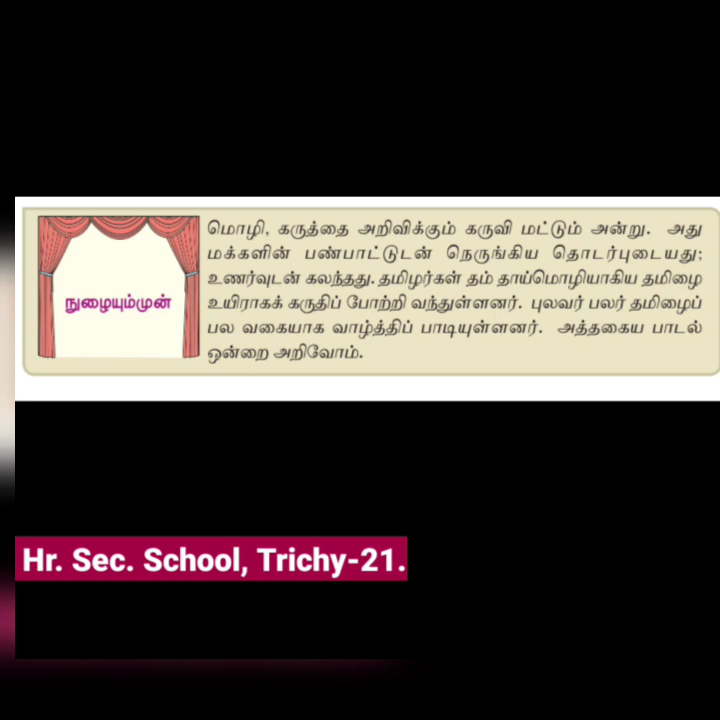 மொழி, கருத்தை அறிவிக்கும் கருவி மட்டும் அன்று. அது
மக்களின் பண்பாட்டுடன் நெருங்கிய தொடர்புடையது;
உணர்வுடன் கலந்தது. தமிழர்கள் தம் தாய்மொழியாகிய தமிழை
நுழையும்முன்
உயிராகக் கருதிப் போற்றி வந்துள்ளனர். புலவர் பலர் தமிழைப்
பல வகையாக வாழ்த்திப் பாடியுள்ளனர். அத்தகைய பாடல்
ஒன்றை அறிவோம்.
Hr. Sec. School, Trichy-21.